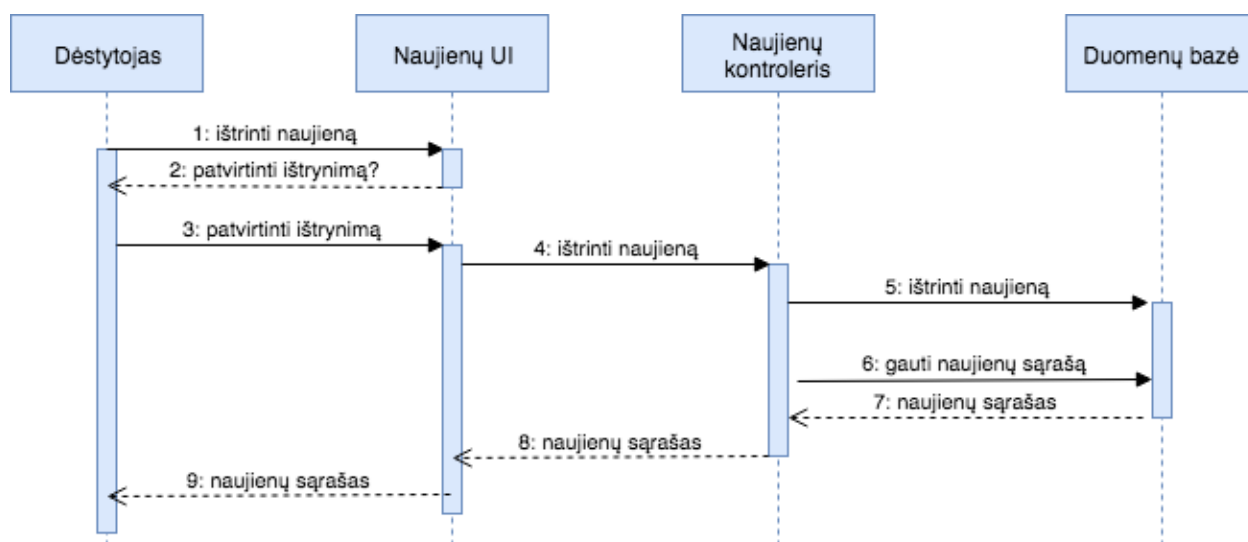 Dėstytojas
Naujienų UI
Naujienų
kontroleris
Duomenų bazė
1: ištrinti naujieną
2: patvirtinti ištrynimą?
3: patvirtinti ištrynimą
4: ištrinti naujieną
5: ištrinti naujieną
6: gauti naujienų sąrašą
7: naujienų sąrašas
8: naujienų sąrašas
9: naujienų sąrašas